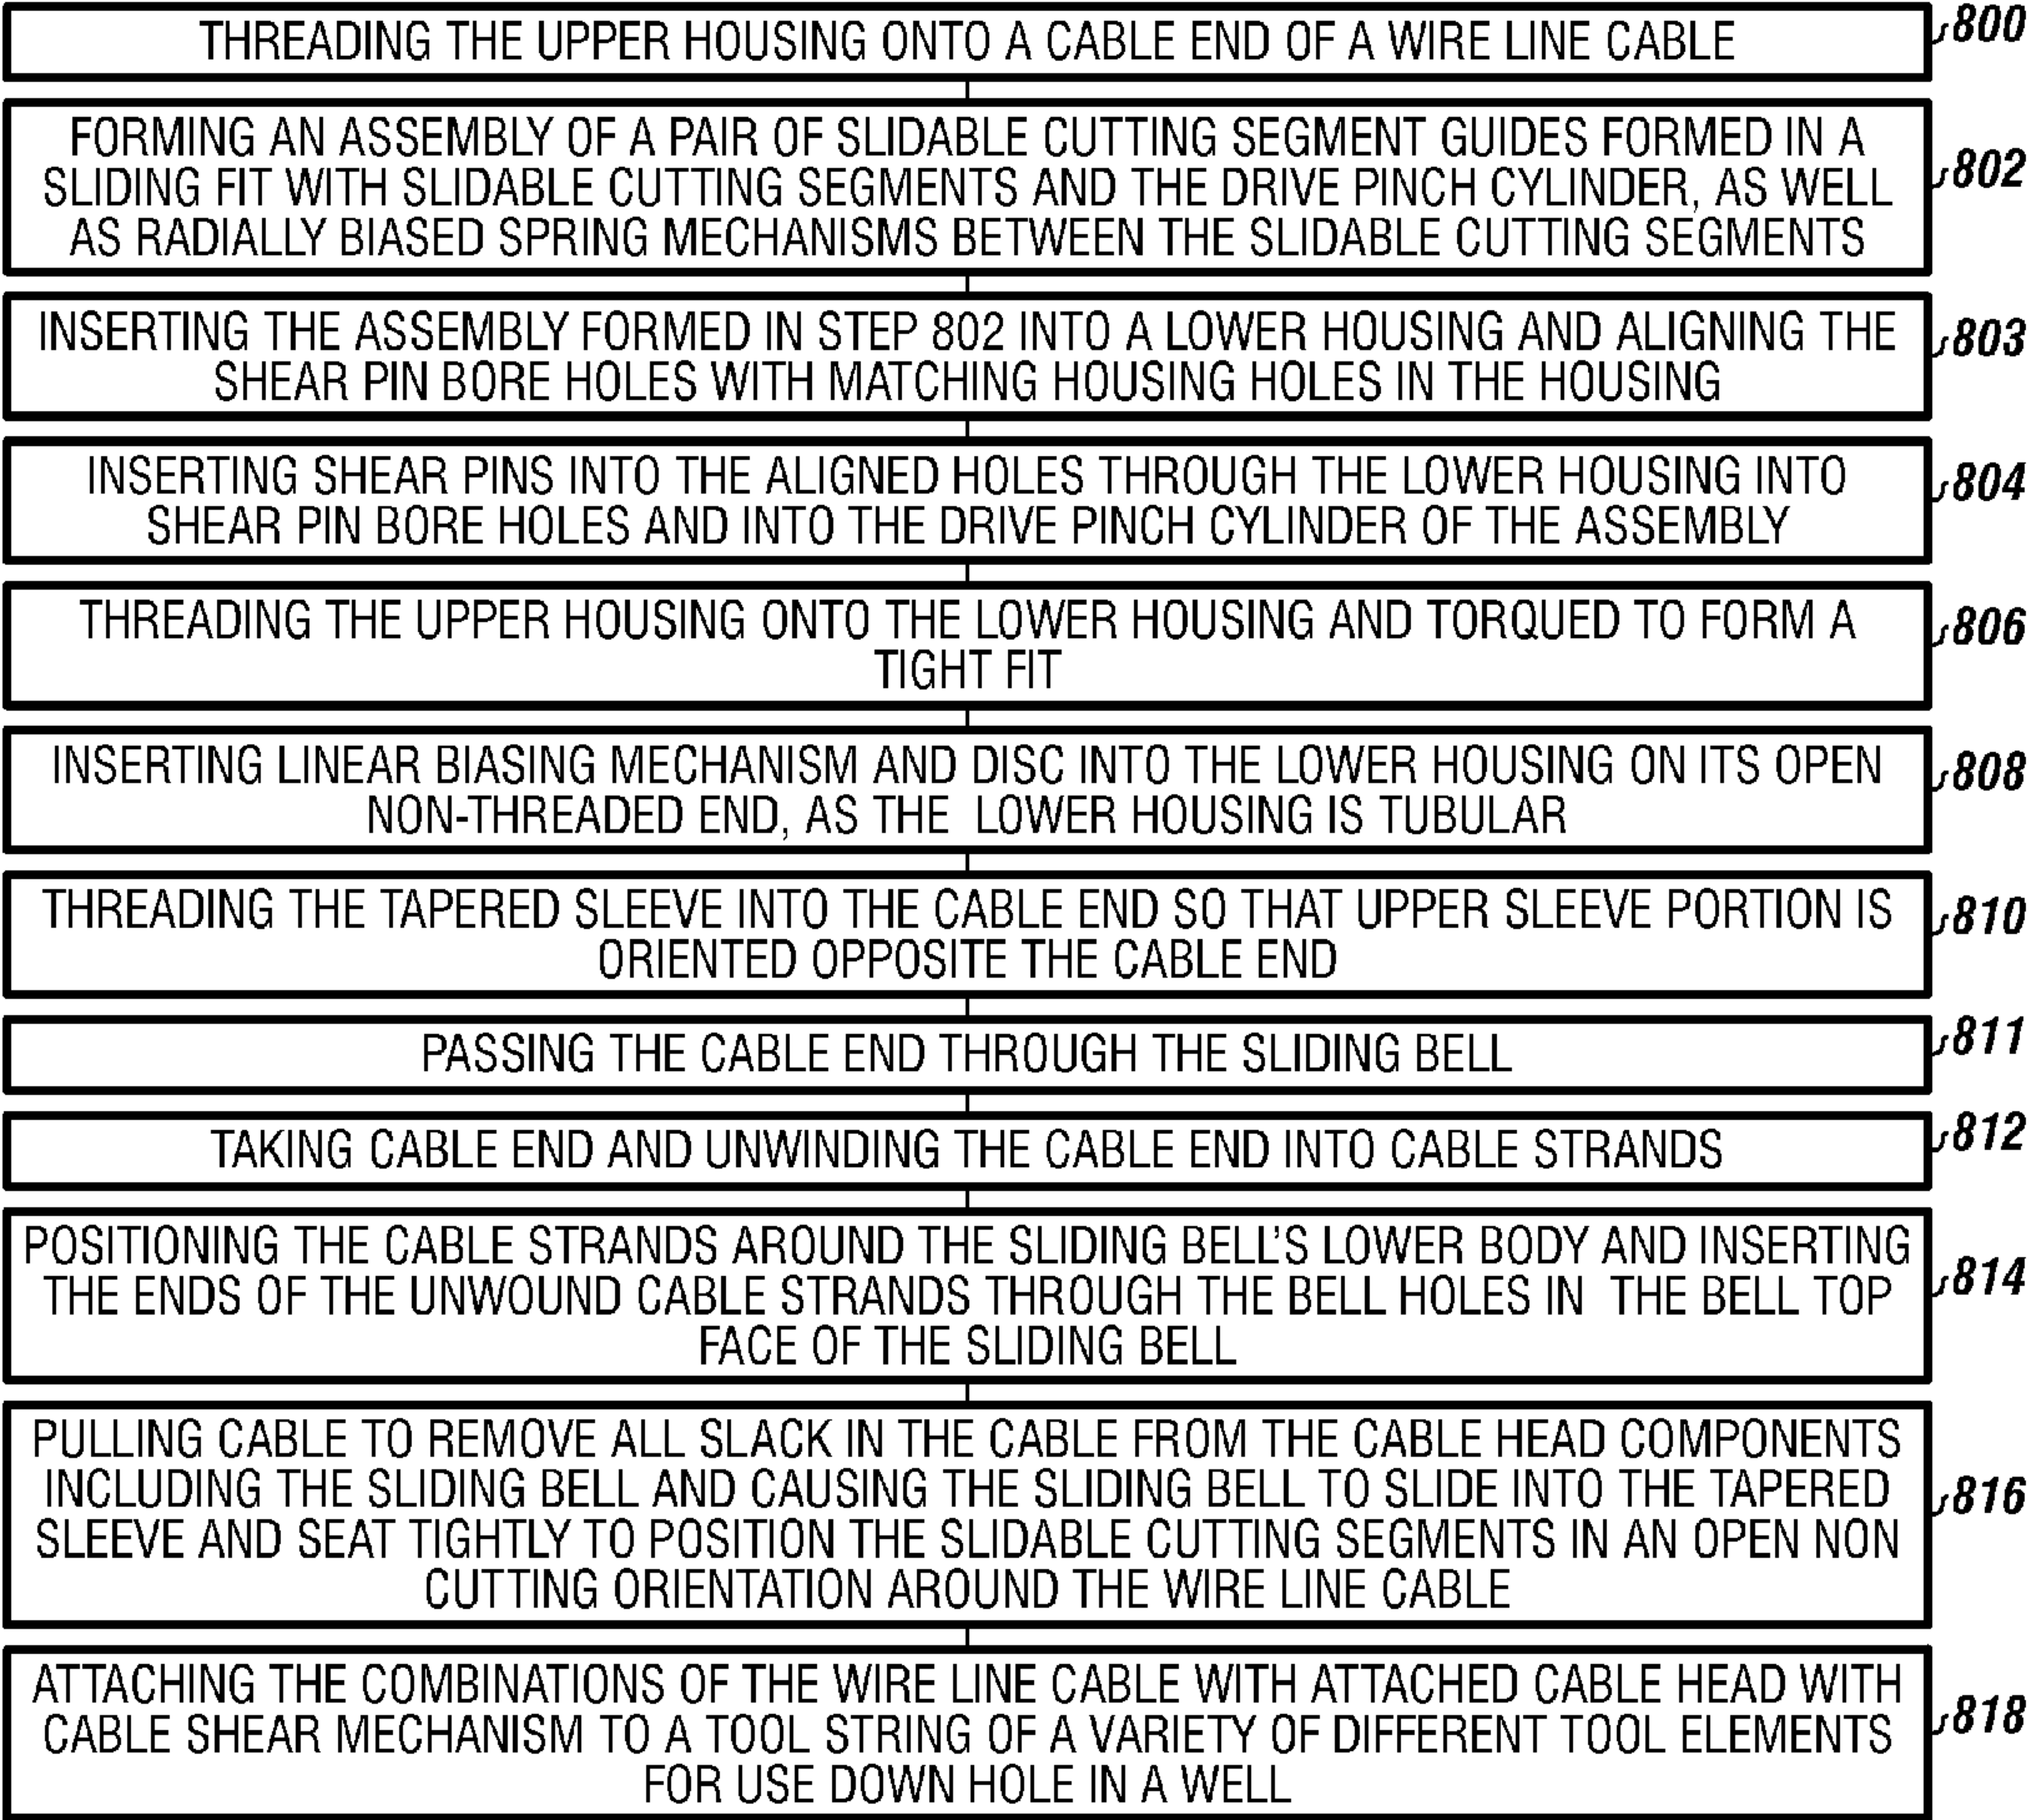 THREADING THE UPPER HOUSING ONTO A CABLE END OF A WIRE LINE CABLE
800
FORMING AN ASSEMBLY OF A PAIR OF SLIDABLE CUTTING SEGMENT GUIDES FORMED IN A
SLIDING FIT WITH SLIDABLE CUTTING SEGMENTS AND THE DRIVE PINCH CYLINDER, AS WELL
AS RADIALLY BIASED SPRING MECHANISMS BETWEEN THE SLIDABLE CUTTING SEGMENTS
802
INSERTING THE ASSEMBLY FORMED IN STEP 802 INTO A LOWER HOUSING AND ALIGNING THE
SHEAR PIN BORE HOLES WITH MATCHING HOUSING HOLES IN THE HOUSING
803
INSERTING SHEAR PINS INTO THE ALIGNED HOLES THROUGH THE LOWER HOUSING INTO
SHEAR PIN BORE HOLES AND INTO THE DRIVE PINCH CYLINDER OF THE ASSEMBLY
804
THREADING THE UPPER HOUSING ONTO THE LOWER HOUSING AND TORQUED TO FORM A
TIGHT FIT
806
INSERTING LINEAR BIASING MECHANISM AND DISC INTO THE LOWER HOUSING ON ITS OPEN
NON-THREADED END, AS THE LOWER HOUSING IS TUBULAR
808
THREADING THE TAPERED SLEEVE INTO THE CABLE END SO THAT UPPER SLEEVE PORTION IS
ORIENTED OPPOSITE THE CABLE END
810
PASSING THE CABLE END THROUGH THE SLIDING BELL
811
TAKING CABLE END AND UNWINDING THE CABLE END INTO CABLE STRANDS
812
POSITIONING THE CABLE STRANDS AROUND THE SLIDING BELL'S LOWER BODY AND INSERTING
THE ENDS OF THE UNWOUND CABLE STRANDS THROUGH THE BELL HOLES IN THE BELL TOP
FACE OF THE SLIDING BELL
814
PULLING CABLE TO REMOVE ALL SLACK IN THE CABLE FROM THE CABLE HEAD COMPONENTS
INCLUDING THE SLIDING BELL AND CAUSING THE SLIDING BELL TO SLIDE INTO THE TAPERED
SLEEVE AND SEAT TIGHTLY TO POSITION THE SLIDABLE CUTTING SEGMENTS IN AN OPEN NON
CUTTING ORIENTATION AROUND THE WIRE LINE CABLE
816
ATTACHING THE COMBINATIONS OF THE WIRE LINE CABLE WITH ATTACHED CABLE HEAD WITH
CABLE SHEAR MECHANISM TO A TOOL STRING OF A VARIETY OF DIFFERENT TOOL ELEMENTS
FOR USE DOWN HOLE IN A WELL
818